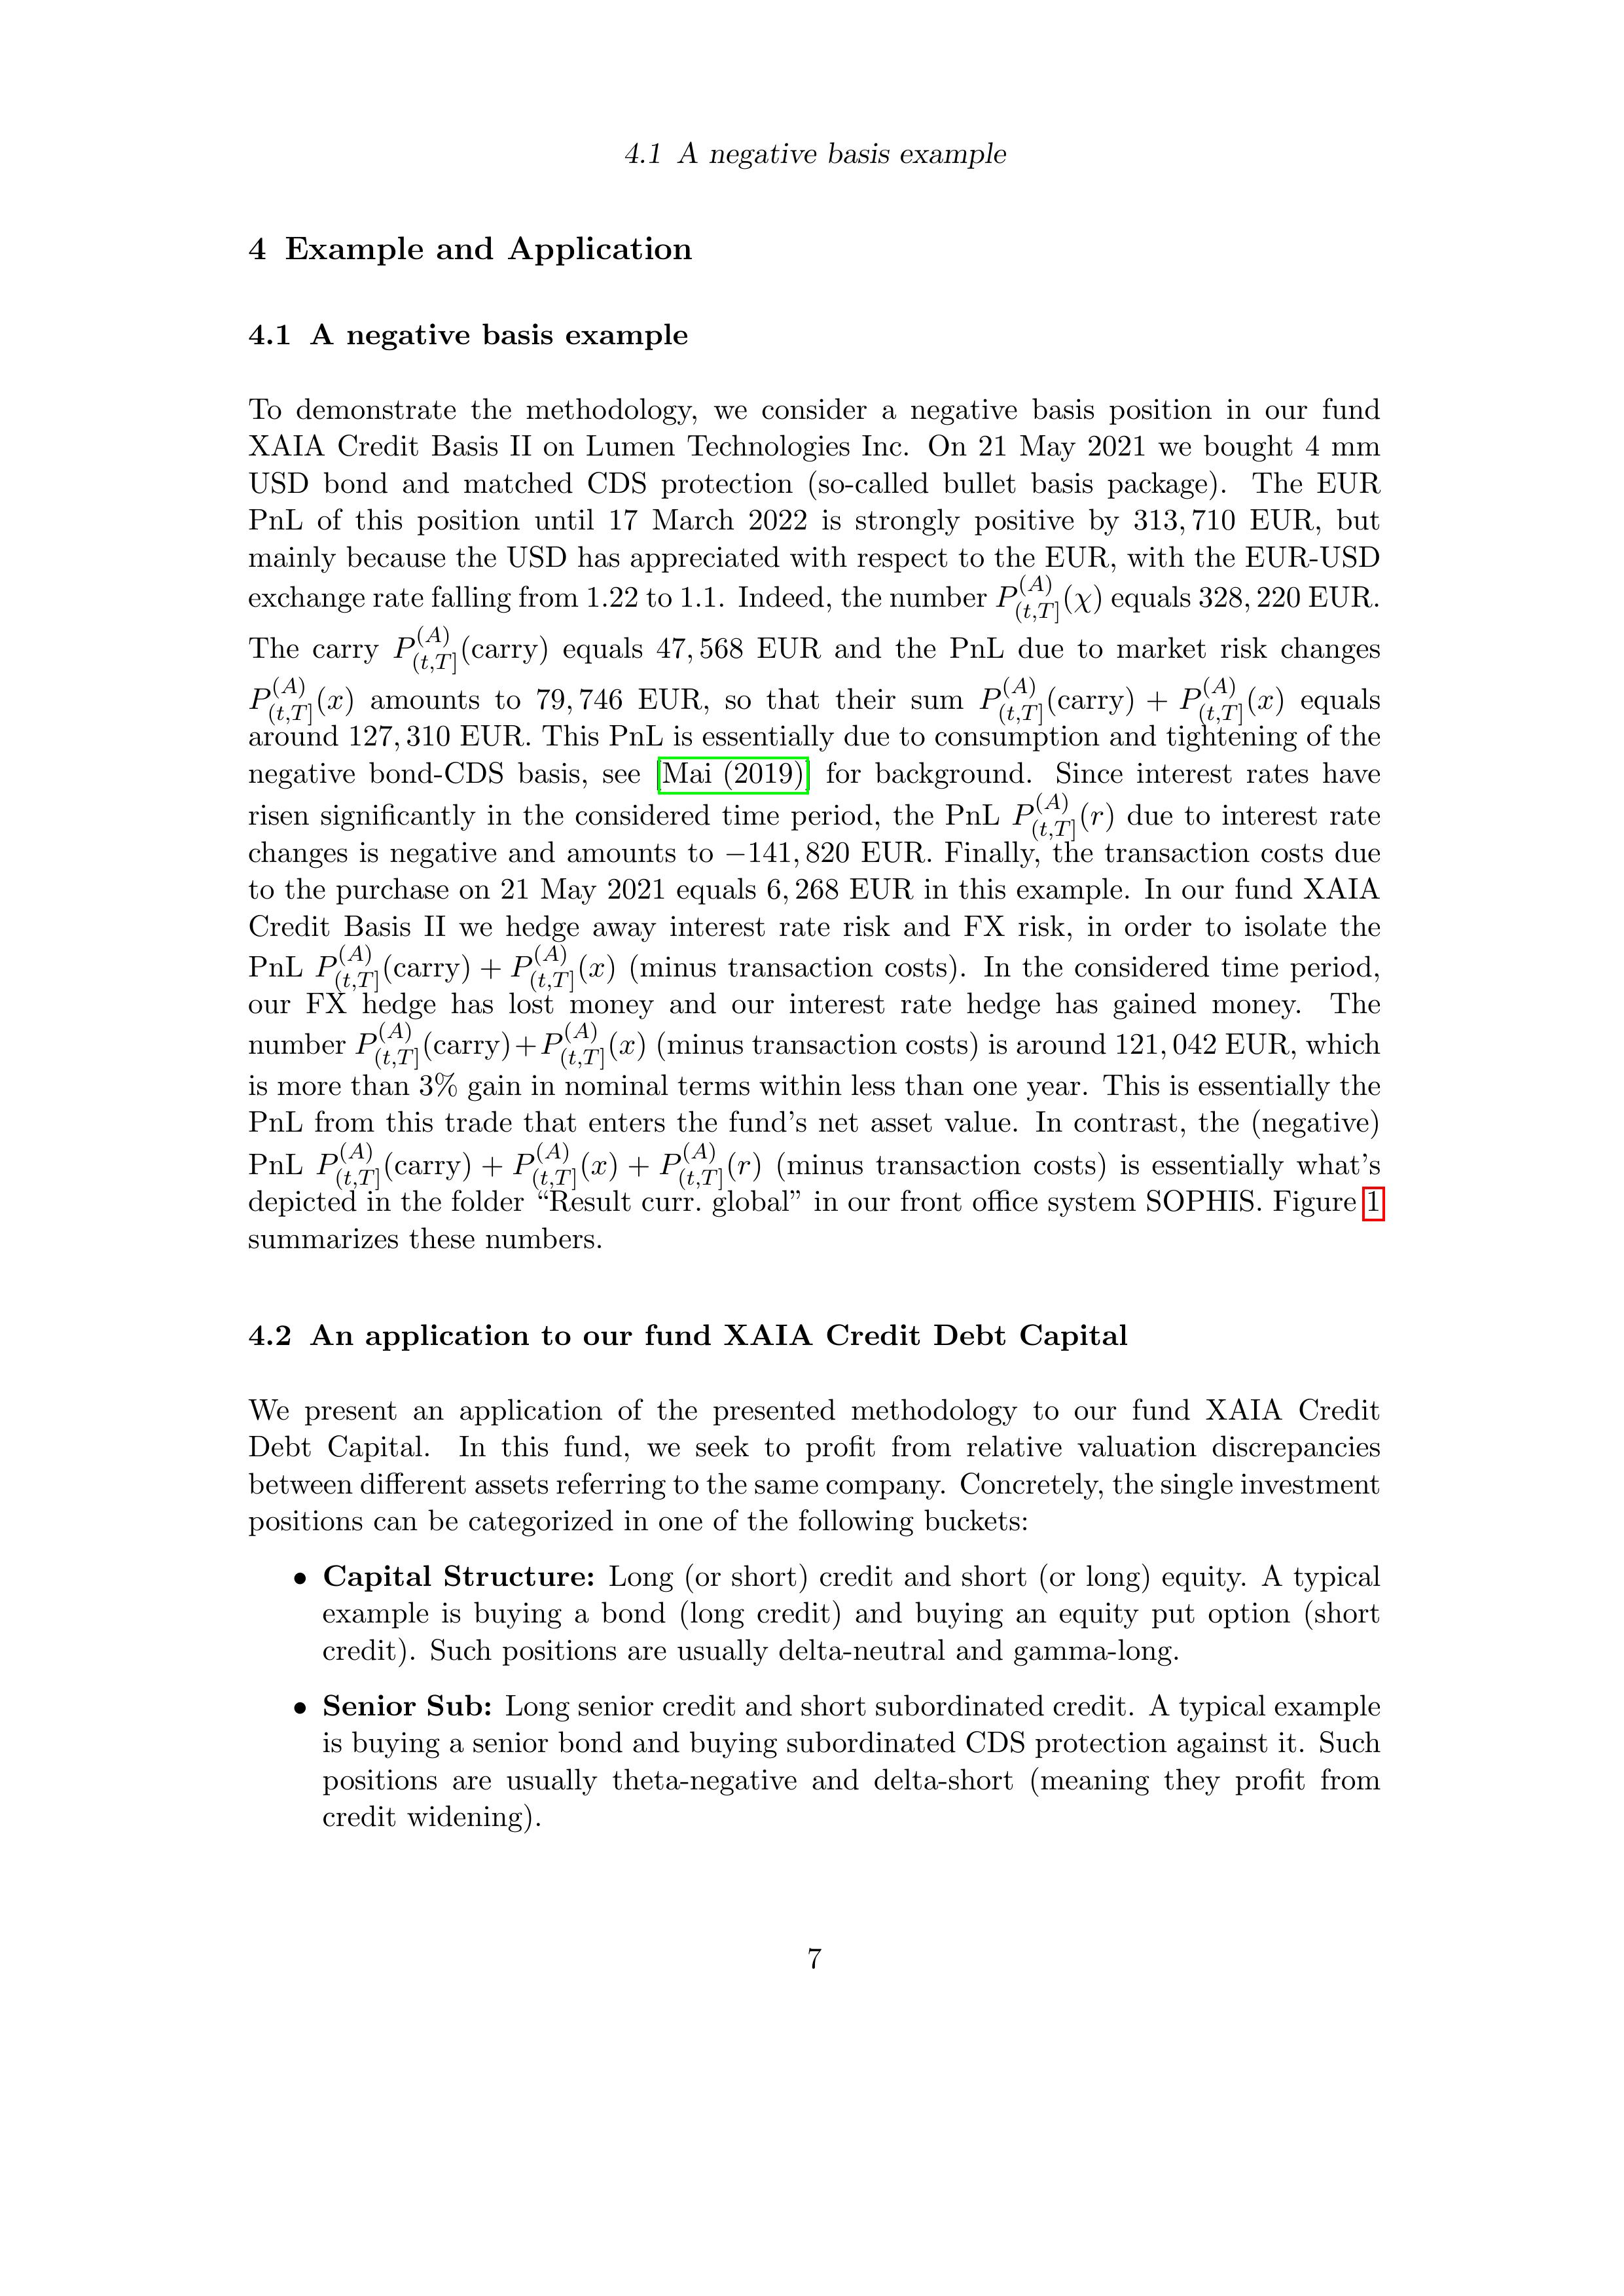 4.1 A negative basis example
4 Example and Application
4.1 A negative basis example
To demonstrate the methodology, we consider a negative basis position in our fund
XAIA Credit Basis II on Lumen Technologies Inc. On 21 May 2021 we bought 4 mm
USD bond and matched CDS protection (so-called bullet basis package). The EUR
PnL of this position until 17 March 2022 is strongly positive by 313, 710 EUR, but
mainly because the USD has appreciated with respect to the EUR, with the EUR-USD
exchange rate falling from 1.22 to 1.1. Indeed, the number $P^{(A)}_{(t,T]}(\chi)$ equals 328, 220 EUR.
The carry $P^{(A)}_{(t,T]}$(carry) equals 47, 568 EUR and the PnL due to market risk changes
$P^{(A)}_{(t,T]}(x)$ amounts to 79, 746 EUR, so that their sum $P^{(A)}_{(t,T]}$(carry) + $P^{(A)}_{(t,T]}(x)$ equals
around 127, 310 EUR. This PnL is essentially due to consumption and tightening of the
negative bond-CDS basis, see Mai (2019) for background. Since interest rates have
risen significantly in the considered time period, the PnL $P^{(A)}_{(t,T]}(r)$ due to interest rate
changes is negative and amounts to −141, 820 EUR. Finally, the transaction costs due
to the purchase on 21 May 2021 equals 6, 268 EUR in this example. In our fund XAIA
Credit Basis II we hedge away interest rate risk and FX risk, in order to isolate the
PnL $P^{(A)}_{(t,T]}$(carry) + $P^{(A)}_{(t,T]}(x)$ (minus transaction costs). In the considered time period,
our FX hedge has lost money and our interest rate hedge has gained money. The
number $P^{(A)}_{(t,T]}$(carry)+$P^{(A)}_{(t,T]}(x)$ (minus transaction costs) is around 121, 042 EUR, which
is more than 3% gain in nominal terms within less than one year. This is essentially the
PnL from this trade that enters the fund's net asset value. In contrast, the (negative)
PnL $P^{(A)}_{(t,T]}$(carry) + $P^{(A)}_{(t,T]}(x)$ + $P^{(A)}_{(t,T]}(r)$ (minus transaction costs) is essentially what's
depicted in the folder “Result curr. global” in our front office system SOPHIS. Figure 1
summarizes these numbers.
4.2 An application to our fund XAIA Credit Debt Capital
We present an application of the presented methodology to our fund XAIA Credit
Debt Capital. In this fund, we seek to profit from relative valuation discrepancies
between different assets referring to the same company. Concretely, the single investment
positions can be categorized in one of the following buckets:
• Capital Structure: Long (or short) credit and short (or long) equity. A typical
example is buying a bond (long credit) and buying an equity put option (short
credit). Such positions are usually delta-neutral and gamma-long.
• Senior Sub: Long senior credit and short subordinated credit. A typical example
is buying a senior bond and buying subordinated CDS protection against it. Such
positions are usually theta-negative and delta-short (meaning they profit from
credit widening).
7